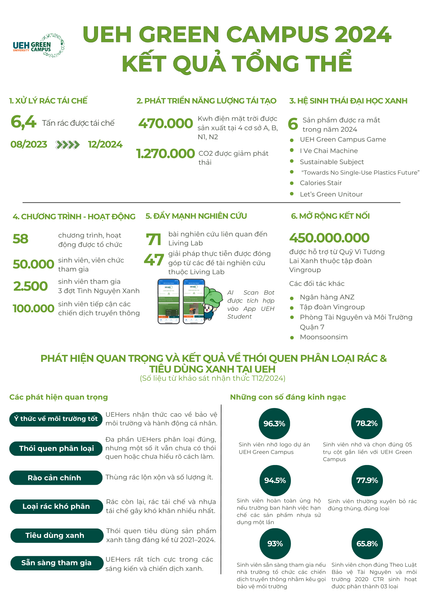 UEH GREEN CAMPUS
UEH GREEN CAMPUS 2024
KẾT QUẢ TỔNG THỂ
1. XỬ LÝ RÁC TÁI CHẾ
6,4 Tấn rác được tái chế
08/2023 12/2024
2. PHÁT TRIỂN NĂNG LƯỢNG TÁI TẠO
470.000 Kwh điện mặt trời được
sản xuất tại 4 cơ sở A, B,
N1, N2
1.270.000 CO2 được giảm phát
thải
3. HỆ SINH THÁI ĐẠI HỌC XANH
6 Sản phẩm được ra mắt
trong năm 2024
UEH Green Campus Game
I Ve Chai Machine
Sustainable Subject
"Towards No Single-Use Plastics Future"
Calories Stair
Let's Green Unitour
4. CHƯƠNG TRÌNH - HOẠT ĐỘNG
58 chương trình, hoạt
động được tổ chức
50.000 sinh viên, viên chức
tham gia
2.500 sinh viên tham gia
3 đợt Tình Nguyện Xanh
100.000 sinh viên tiếp cận các
chiến dịch truyền thông
5. ĐẨY MẠNH NGHIÊN CỨU
71 bài nghiên cứu liên quan đến
Living Lab
47 giải pháp thực tiễn được đóng
góp từ các đề tài nghiên cứu
thuộc Living Lab
AI Scan Bot
được tích hợp
vào App UEH
Student
6. MỞ RỘNG KẾT NỐI
450.000.000
được hỗ trợ từ Quỹ Vì Tương
Lai Xanh thuộc tập đoàn
Vingroup
Các đối tác khác
Ngân hàng ANZ
Tập đoàn Vingroup
Phòng Tài Nguyên và Môi Trường
Quận 7
Moonsoonsim
PHÁT HIỆN QUAN TRỌNG VÀ KẾT QUẢ VỀ THÓI QUEN PHÂN LOẠI RÁC &
TIÊU DÙNG XANH TẠI UEH
(Số liệu từ khảo sát nhận thức T12/2024)
Các phát hiện quan trọng
Ý thức về môi trường tốt
UEHers nhận thức cao về bảo vệ
môi trường và hành động cá nhân.
Thói quen phân loại
Đa phần UEHers phân loại đúng,
nhưng một số ít vẫn chưa có thói
quen hoặc chưa hiểu rõ cách làm.
Rào cản chính
Thùng rác lộn xộn và số lượng ít.
Loại rác khó phân
Rác còn lại, rác tái chế và nhựa
tái chế gây khó khăn nhiều nhất.
Tiêu dùng xanh
Thói quen tiêu dùng sản phẩm
xanh tăng đáng kể từ 2021-2024.
Sẵn sàng tham gia
UEHers rất tích cực trong các
sáng kiến và chiến dịch xanh.
Những con số đáng kinh ngạc
96.3%
Sinh viên nhớ logo dự án
UEH Green Campus
78.2%
Sinh viên nhớ và chọn đúng 05
trụ cột gắn liền với UEH Green
Campus
94.5%
Sinh viên hoàn toàn ủng hộ
nếu trường ban hành việc hạn
chế các sản phẩm nhựa sử
dụng một lần
77.9%
Sinh viên thường xuyên bỏ rác
đúng thùng, đúng loại
93%
Sinh viên sẵn sàng tham gia nếu
nhà trường tổ chức các chiến
dịch truyền thông nhằm kêu gọi
bảo vệ môi trường
65.8%
Sinh viên chọn đúng Theo Luật
Bảo vệ Tài Nguyên và môi
trường 2020 CTR sinh hoạt
được phân thành 03 loại